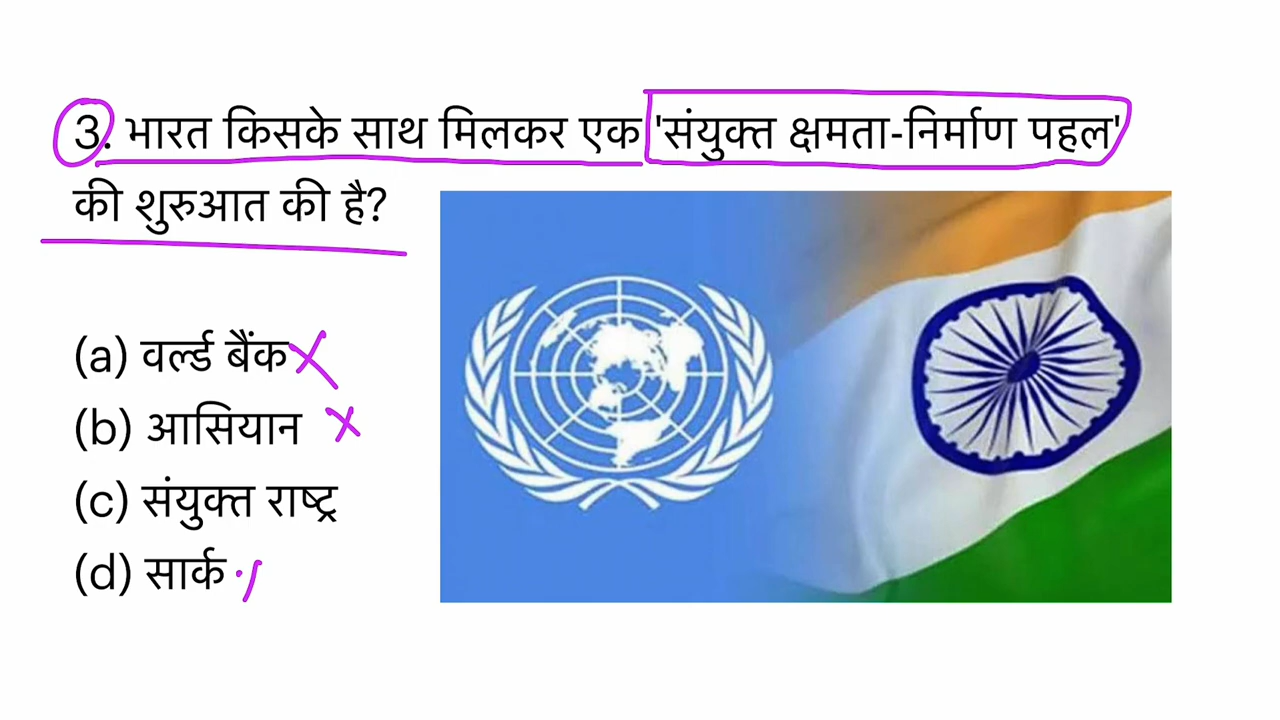 3. भारत किसके साथ मिलकर एक 'संयुक्त क्षमता-निर्माण पहल'
की शुरुआत की है?
(a) वर्ल्ड बैंक
(b) आसियान
(c) संयुक्त राष्ट्र
(d) सार्क